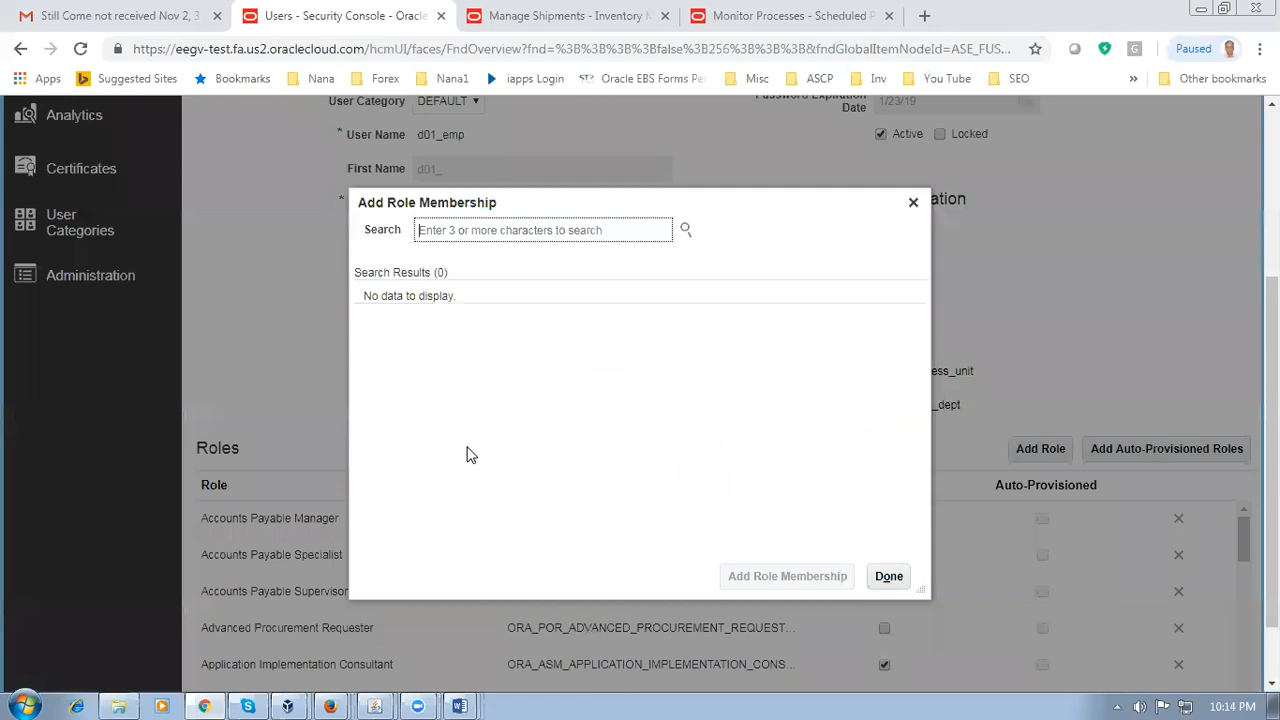 Still Come not received Nov 2, 3
Users - Security Console - Oracle
Manage Shipments - Inventory M
Monitor Processes - Scheduled P
https://eegv-test.fa.us2.oraclecloud.com/hcmUI/faces/FndOverview?fnd=%3B%3B%3B%3Bfalse%3B256%3B%3B%3B&fndGlobalItemNodeId=ASE_FUS...
Paused
Apps
Suggested Sites
Bookmarks
Nana
Forex
Nana1
iapps Login
Oracle EBS Forms Pe
Misc
ASCP
Inv
You Tube
SEO
»
Other bookmarks
Analytics
Certificates
User
Categories
Administration
User Category
DEFAULT
Date
1/23/19
* User Name
d01_emp
Active
Locked
First Name
d01_
*
ation
Add Role Membership
Search
Enter 3 or more characters to search
Search Results (0)
No data to display.
Add Role Membership
Done
ess_unit
_dept
Roles
Add Role
Add Auto-Provisioned Roles
Role
Auto-Provisioned
Accounts Payable Manager
Accounts Payable Specialist
Accounts Payable Supervisor
Advanced Procurement Requester
ORA_POR_ADVANCED_PROCUREMENT_REQUEST...
Application Implementation Consultant
ORA_ASM_APPLICATION_IMPLEMENTATION_CONS...
10:14 PM